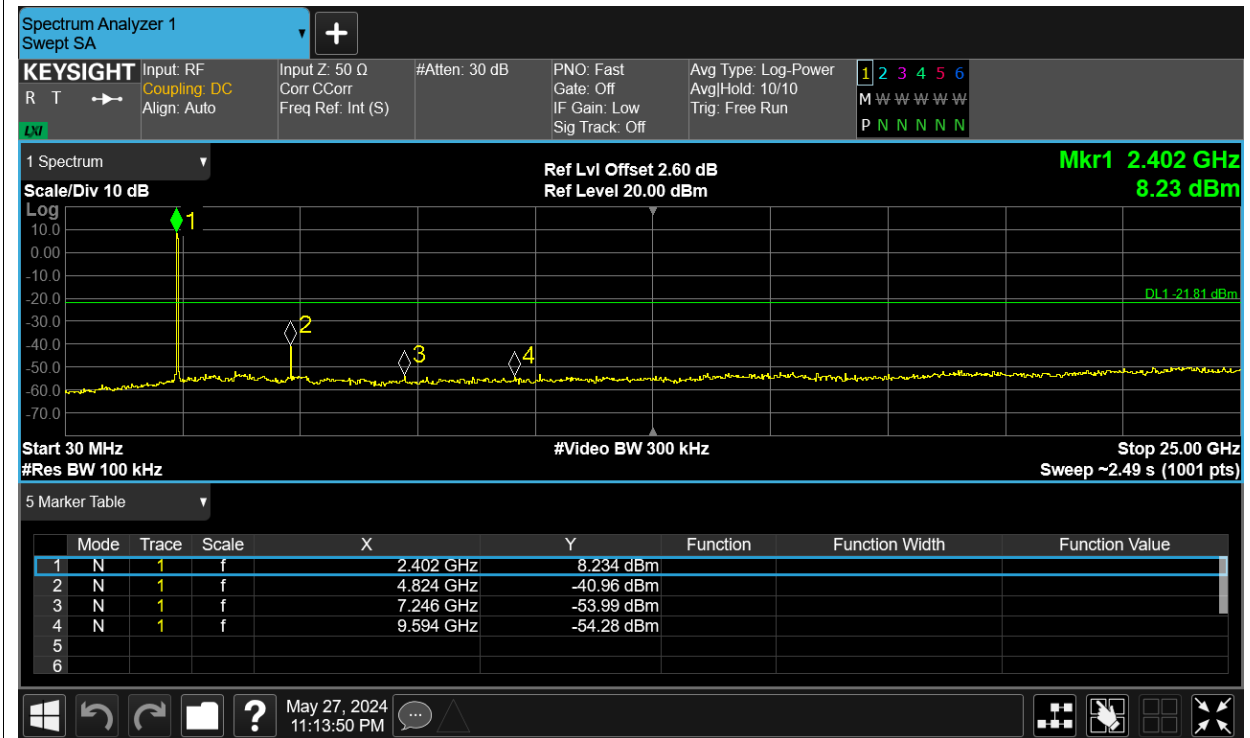 Spectrum Analyzer 1
Swept SA
+
KEYSIGHT
R T
LXI
Input: RF
Coupling: DC
Align: Auto
Input Z: 50 Ω
Corr CCorr
Freq Ref: Int (S)
#Atten: 30 dB
PNO: Fast
Gate: Off
IF Gain: Low
Sig Track: Off
Avg Type: Log-Power
Avg|Hold: 10/10
Trig: Free Run
1 2 3 4 5 6
M W W W W W
P N N N N N
1 Spectrum
Scale/Div 10 dB
Ref Lvl Offset 2.60 dB
Ref Level 20.00 dBm
Mkr1 2.402 GHz
8.23 dBm
Log
10.0
0.00
-10.0
-20.0
-30.0
-40.0
-50.0
-60.0
-70.0
1
2
3
4
DL1 -21.81 dBm
Start 30 MHz
#Video BW 300 kHz
Stop 25.00 GHz
#Res BW 100 kHz
Sweep ~2.49 s (1001 pts)
5 Marker Table
Mode Trace Scale X Y Function Function Width Function Value
1 N 1 f 2.402 GHz 8.234 dBm
2 N 1 f 4.824 GHz -40.96 dBm
3 N 1 f 7.246 GHz -53.99 dBm
4 N 1 f 9.594 GHz -54.28 dBm
5
6
?
May 27, 2024
11:13:50 PM